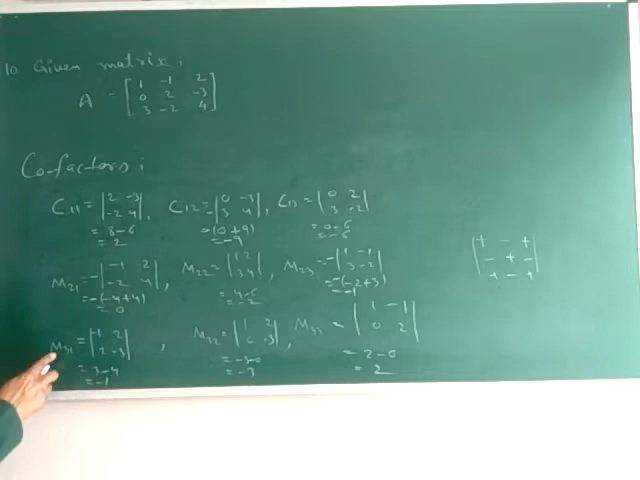 10 Given matrix,
A = [1 -1 2
0 2 -3
3 -2 4]
Co-factors:
C11 = |2 -3
-2 4|, C12 = -|0 -3
3 4|, C13 = |0 2
3 -2|
= 8-6
= 2
= -(0+9)
= -9
= 0-6
= -6
M21 = -|-1 2
-2 4|, M22 = |1 2
3 4|, M23 = -|1 -1
3 -2|
= -(-4+4)
= 0
= 4-6
= -2
= -(-2+3)
= -1
M31 = |-1 2
2 -3|, M32 = |1 2
0 -3|, M33 = |1 -1
0 2|
= 3-4
= -1
= -3-0
= -3
= 2-0
= 2
|+ - +
- + -
+ - +|